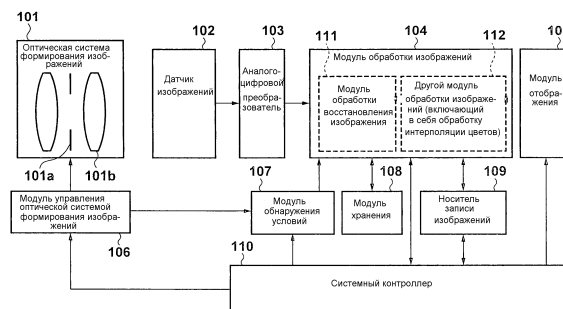 101
Оптическая система
формирования изоб-
ражений
101a
101b
102
Датчик
изображений
103
Аналого-
цифровой
преобра-
зователь
104
Модуль обработки изображений
111
Модуль
обработки
восстановления
изображения
112
Другой модуль
обработки изображе-
ний (включающий
в себя обработку
интерполяции цветов)
10
Модуль
отобра-
жения
Модуль управления
оптической системой
формирования изобра-
жений
106
107
Модуль
обнаружения
условий
108
Модуль
хранения
109
Носитель
записи
изображений
110
Системный контроллер